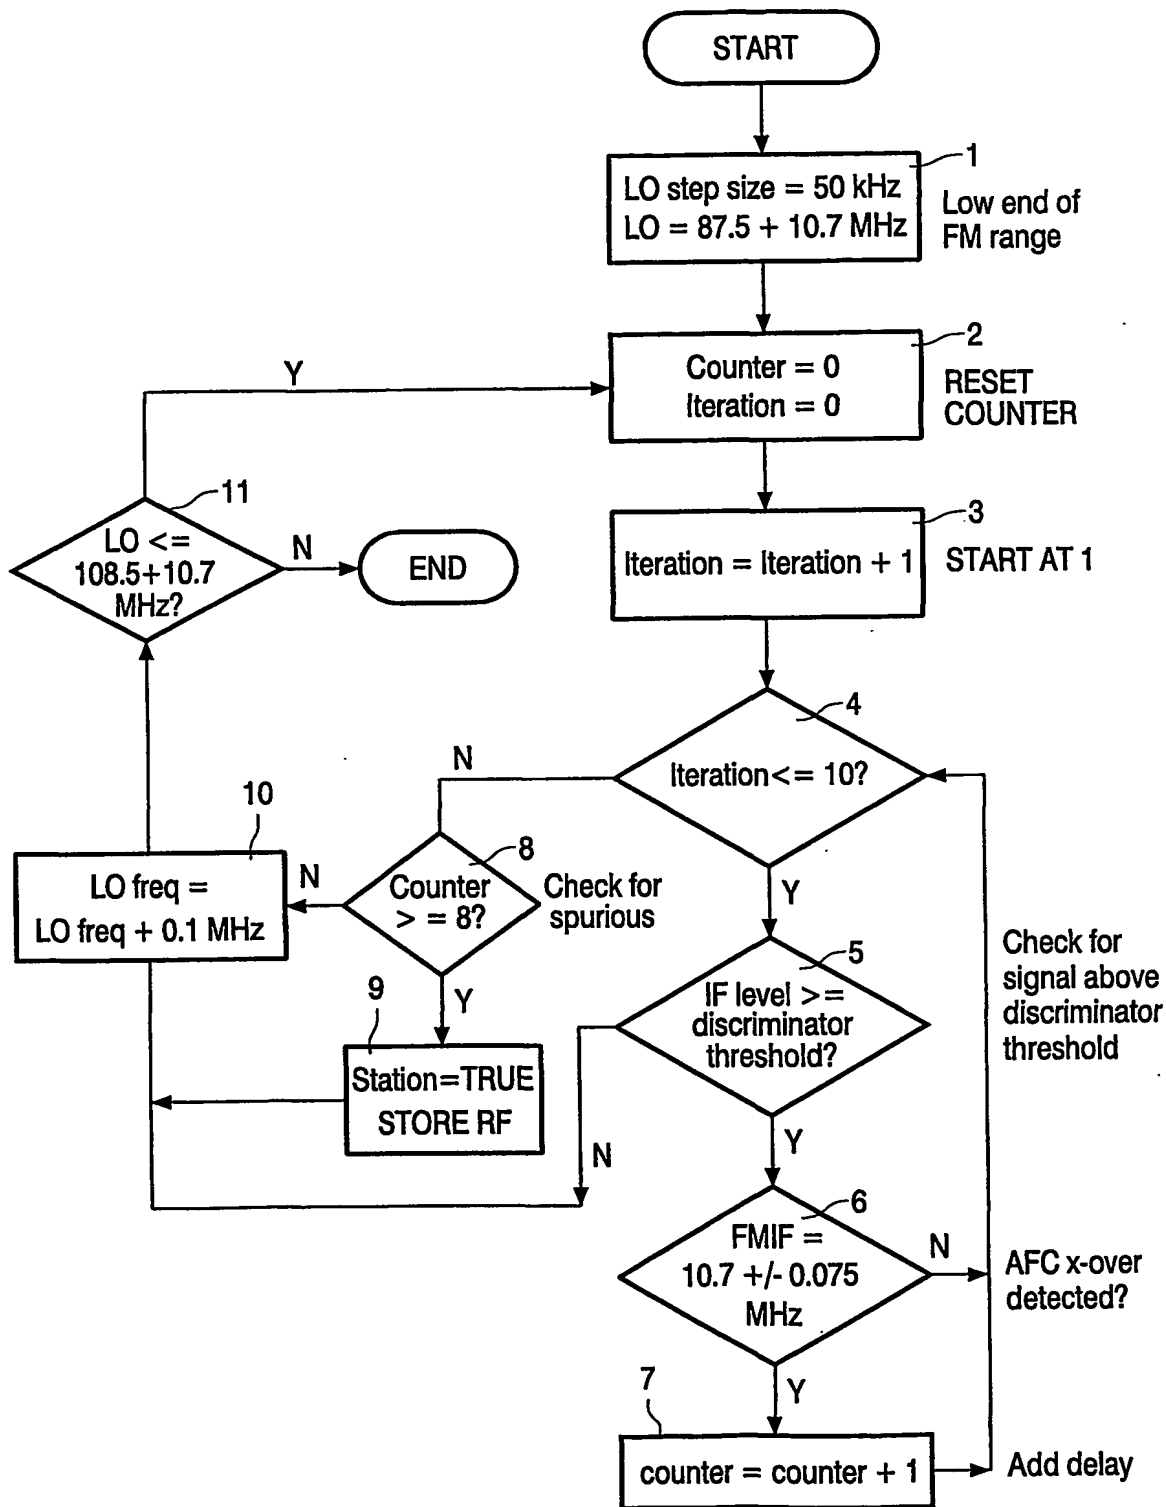 START
1
LO step size = 50 kHz
LO = 87.5 + 10.7 MHz
Low end of
FM range
2
Counter = 0
Iteration = 0
RESET
COUNTER
Y
3
Iteration = Iteration + 1
START AT 1
11
LO <=
108.5+10.7
MHz?
N
END
4
Iteration<= 10?
N
Y
10
LO freq =
LO freq + 0.1 MHz
N
8
Counter
> = 8?
Check for
spurious
Y
9
Station=TRUE
STORE RF
5
IF level >=
discriminator
threshold?
N
Y
Check for
signal above
discriminator
threshold
6
FMIF =
10.7 +/- 0.075
MHz
N
AFC x-over
detected?
Y
7
counter = counter + 1
Add delay